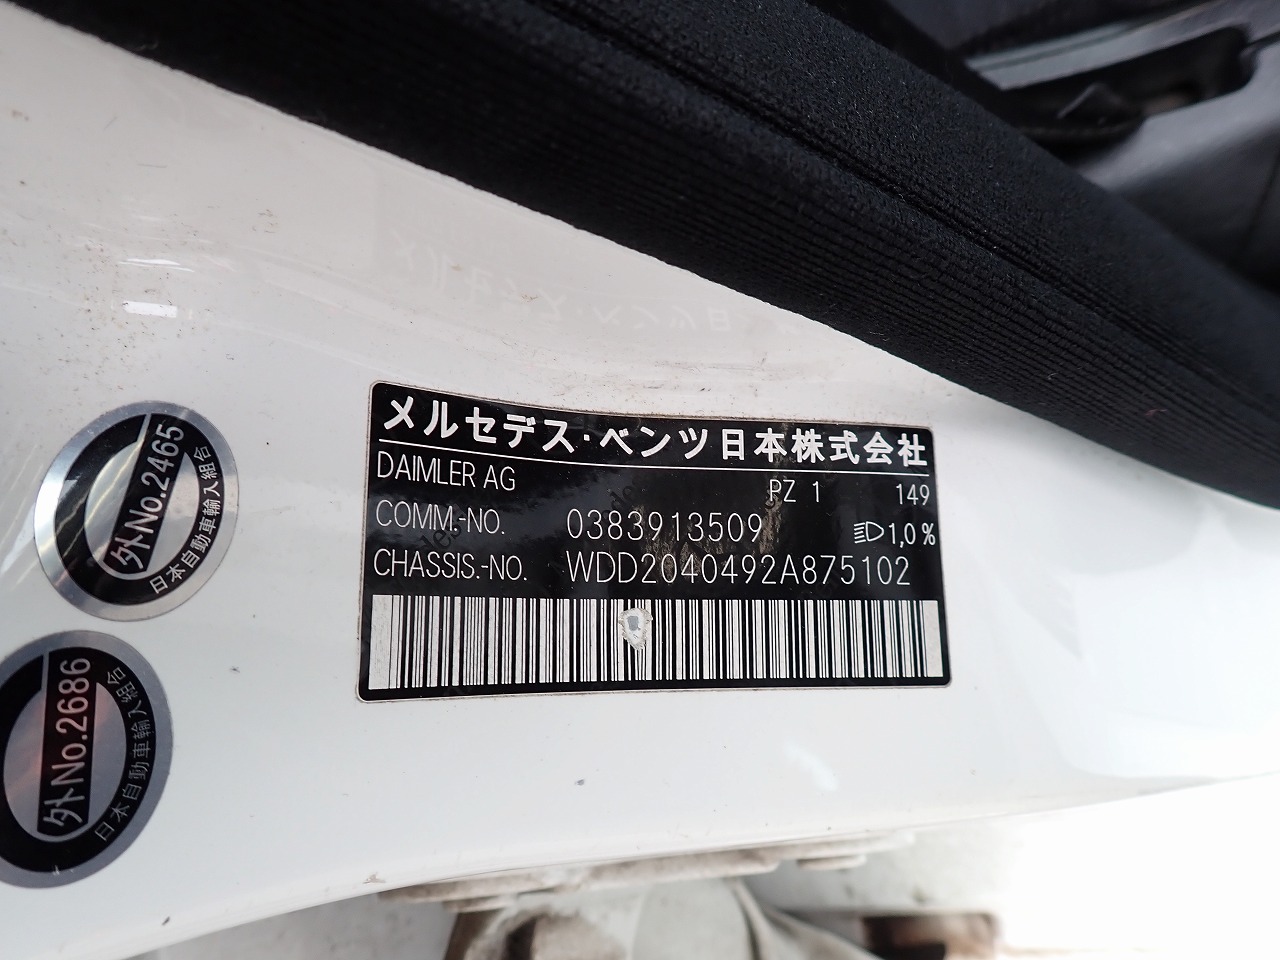 メルセデス・ベンツ日本株式会社
DAIMLER AG
PZ 1 149
COMM.-NO. 0383913509 1,0%
CHASSIS.-NO. WDD2040492A875102
外No.2465
日本自動車輸入組合
外No.2686
日本自動車輸入組合